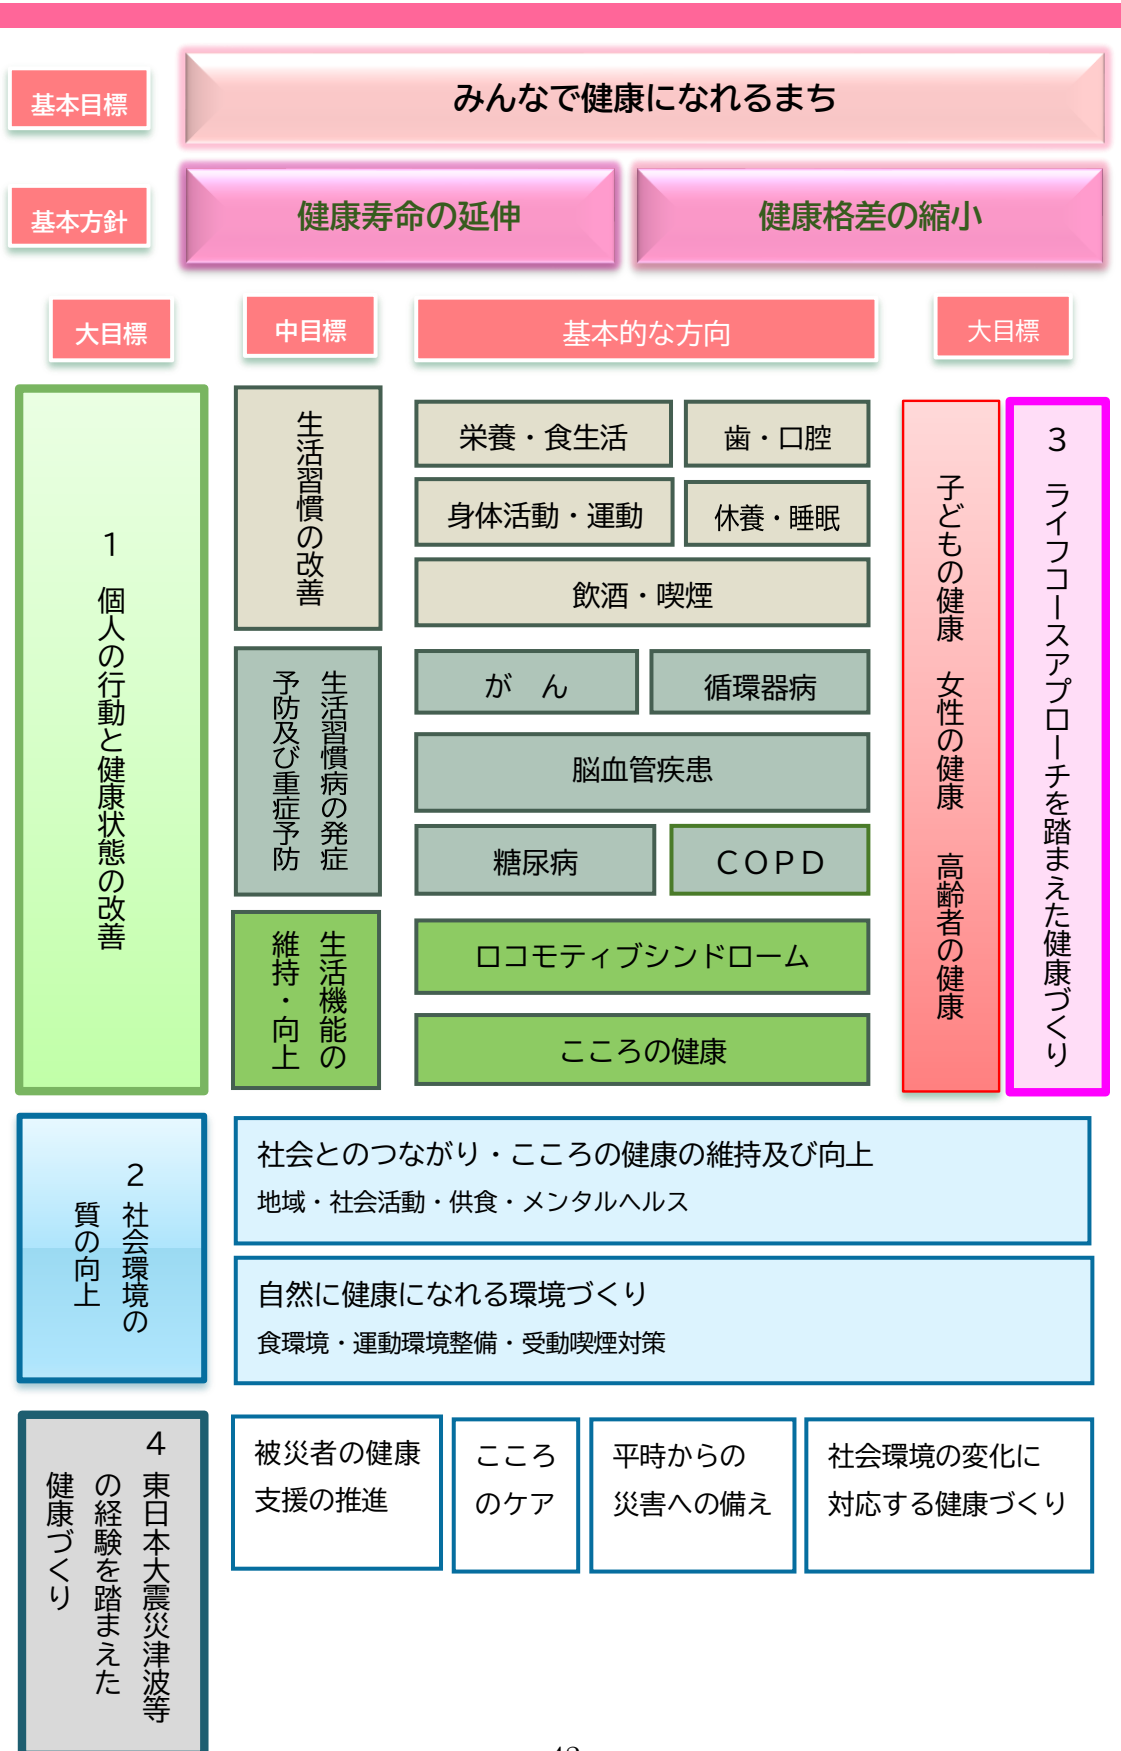 基本目標
みんなで健康になれるまち
基本方針
健康寿命の延伸
健康格差の縮小
大目標
中目標
基本的な方向
大目標
1 個人の行動と健康状態の改善
生活習慣の改善
栄養・食生活
歯・口腔
身体活動・運動
休養・睡眠
飲酒・喫煙
生活習慣病の発症
予防及び重症予防
がん
循環器病
脳血管疾患
糖尿病
COPD
生活機能の
維持・向上
ロコモティブシンドローム
こころの健康
子どもの健康 女性の健康 高齢者の健康
3 ライフコースアプローチを踏まえた健康づくり
2 社会環境の
質の向上
社会とのつながり・こころの健康の維持及び向上
地域・社会活動・供食・メンタルヘルス
自然に健康になれる環境づくり
食環境・運動環境整備・受動喫煙対策
4 東日本大震災津波等
の経験を踏まえた
健康づくり
被災者の健康
支援の推進
こころ
のケア
平時からの
災害への備え
社会環境の変化に
対応する健康づくり